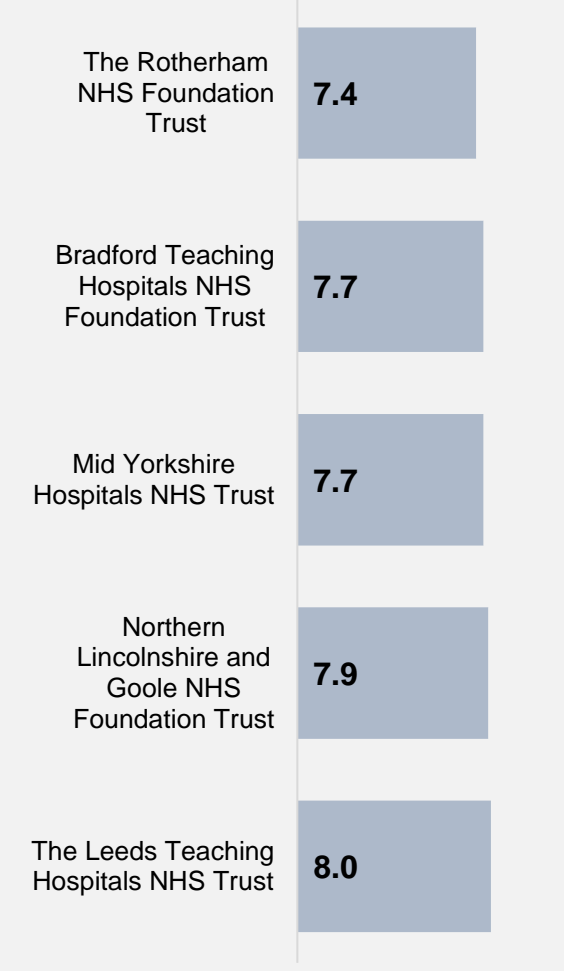 The Rotherham
NHS Foundation
Trust
7.4
Bradford Teaching
Hospitals NHS
Foundation Trust
7.7
Mid Yorkshire
Hospitals NHS Trust
7.7
Northern
Lincolnshire and
Goole NHS
Foundation Trust
7.9
The Leeds Teaching
Hospitals NHS Trust
8.0